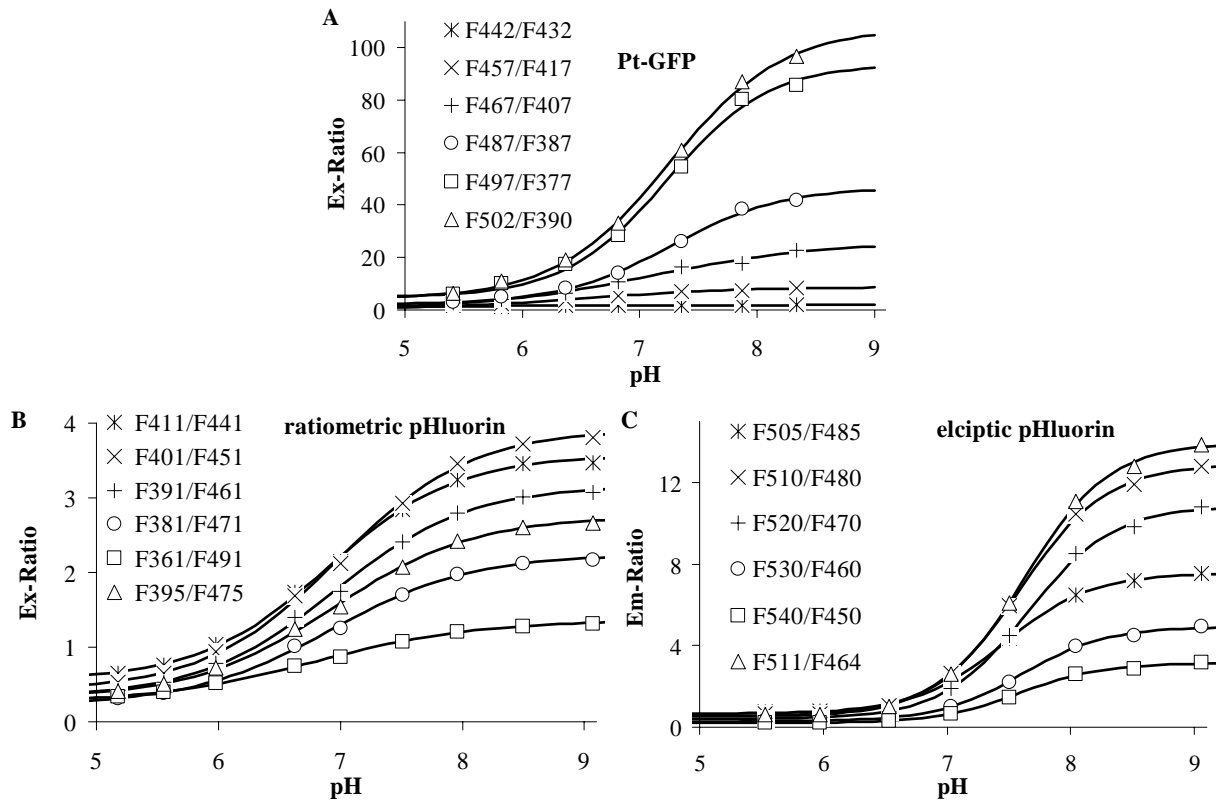 A
F442/F432
F457/F417
F467/F407
F487/F387
F497/F377
F502/F390
Pt-GFP
Ex-Ratio
100
80
60
40
20
0
5 6 7 8 9
pH
B
F411/F441
F401/F451
F391/F461
F381/F471
F361/F491
F395/F475
ratiometric pHluorin
Ex-Ratio
4
3
2
1
0
5 6 7 8 9
pH
C
F505/F485
F510/F480
F520/F470
F530/F460
F540/F450
F511/F464
elciptic pHluorin
Em-Ratio
12
8
4
0
5 6 7 8 9
pH